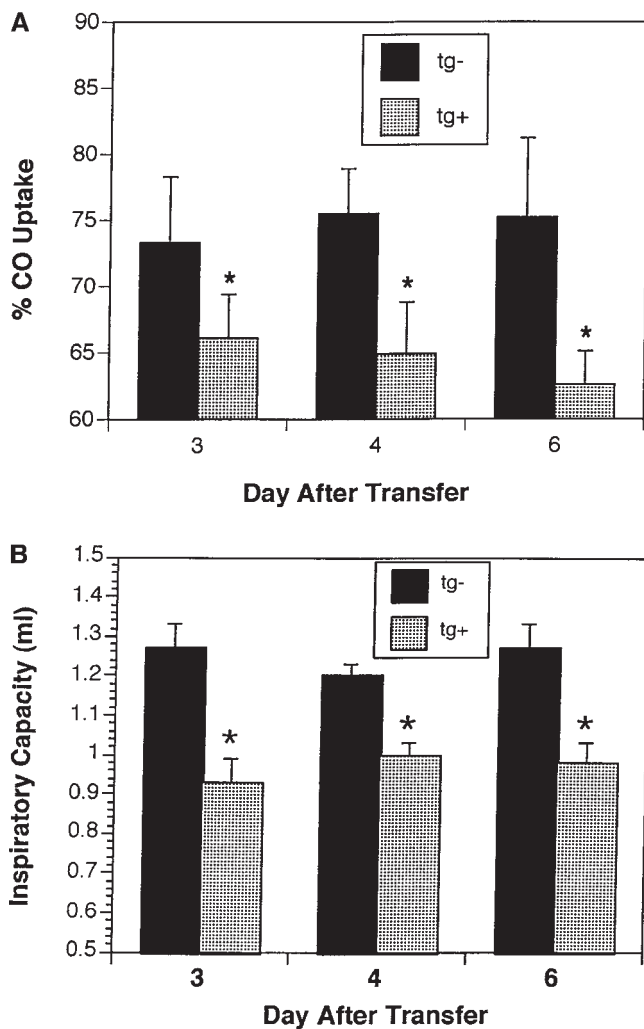 A
% CO Uptake
90
85
80
75
70
65
60
tg-
tg+
*
*
*
3 4 6
Day After Transfer
B
Inspiratory Capacity (ml)
1.5
1.4
1.3
1.2
1.1
1
0.9
0.8
0.7
0.6
0.5
tg-
tg+
*
*
*
3 4 6
Day After Transfer